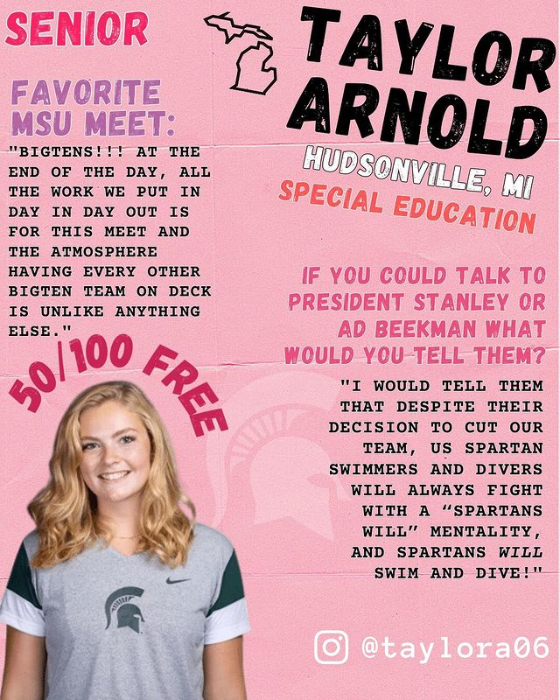 SENIOR
TAYLOR
ARNOLD
HUDSONVILLE, MI
SPECIAL EDUCATION
FAVORITE
MSU MEET:
"BIGTENS!!! AT THE
END OF THE DAY, ALL
THE WORK WE PUT IN
DAY IN DAY OUT IS
FOR THIS MEET AND
THE ATMOSPHERE
HAVING EVERY OTHER
BIGTEN TEAM ON DECK
IS UNLIKE ANYTHING
ELSE."
50/100 FREE
IF YOU COULD TALK TO
PRESIDENT STANLEY OR
AD BEEKMAN WHAT
WOULD YOU TELL THEM?
"I WOULD TELL THEM
THAT DESPITE THEIR
DECISION TO CUT OUR
TEAM, US SPARTAN
SWIMMERS AND DIVERS
WILL ALWAYS FIGHT
WITH A “SPARTANS
WILL” MENTALITY,
AND SPARTANS WILL
SWIM AND DIVE!"
@taylora06